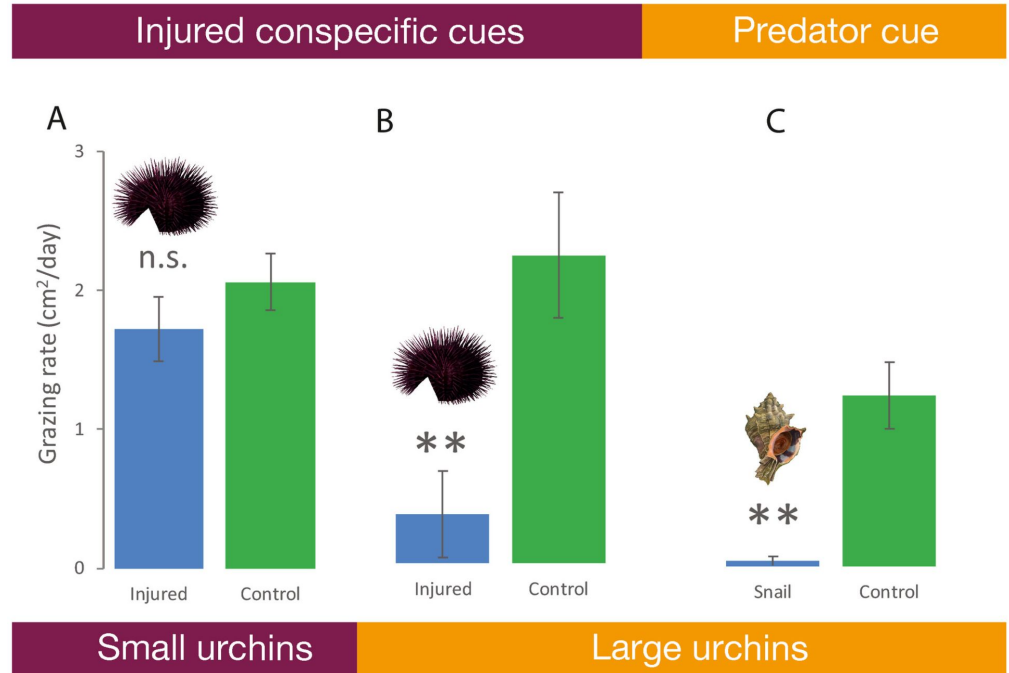 Injured conspecific cues
Predator cue
A
B
C
3
2
1
0
Grazing rate (cm²/day)
n.s.
**
**
Injured
Control
Injured
Control
Snail
Control
Small urchins
Large urchins